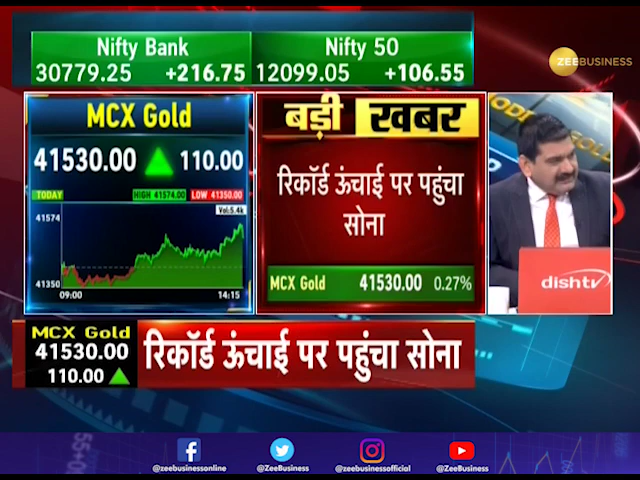 Nifty Bank
30779.25 +216.75
Nifty 50
12099.05 +106.55
ZEEBUSINESS
MCX Gold
41530.00 ▲ 110.00
TODAY HIGH 41574.00 LOW 41350.00
Vol:5.4k
41574
41350
09:00 14:15
बड़ी खबर
रिकॉर्ड ऊंचाई पर पहुंचा
सोना
MCX Gold 41530.00 0.27%
dishtv
MCX Gold
41530.00
110.00 ▲
रिकॉर्ड ऊंचाई पर पहुंचा सोना
@zeebusinessonline
@ZeeBusiness
@zeebusinessofficial
@ZeeBusiness